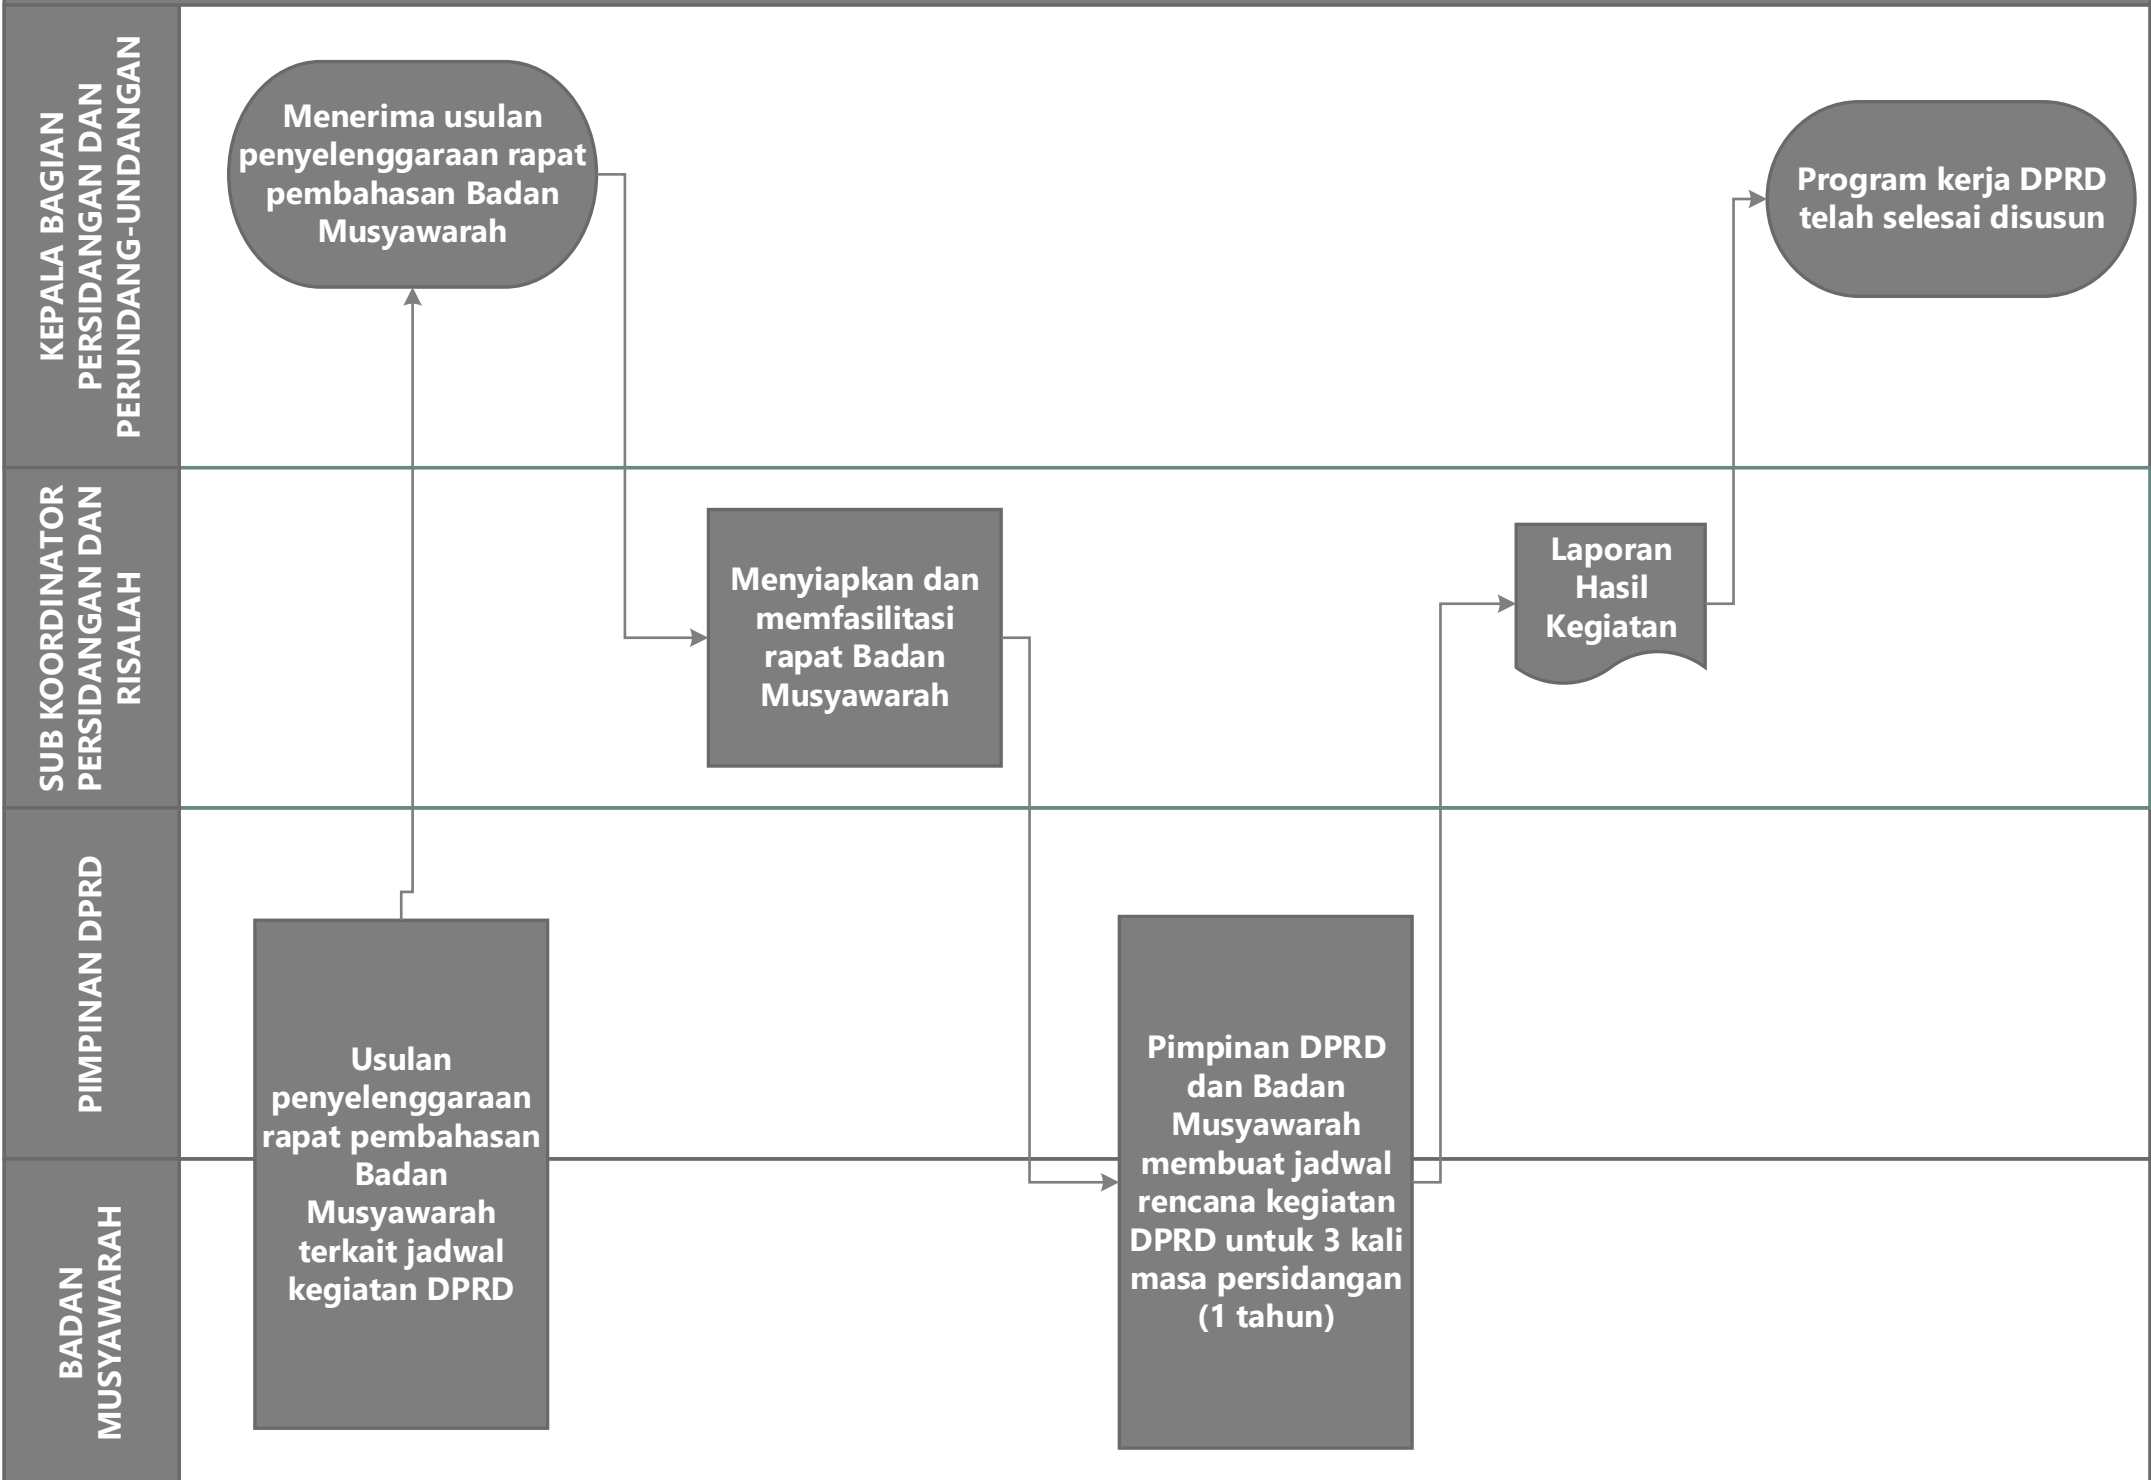 KEPALA BAGIAN
PERSIDANGAN DAN
PERUNDANG-UNDANGAN
Menerima usulan
penyelenggaraan rapat
pembahasan Badan
Musyawarah
Program kerja DPRD
telah selesai disusun
SUB KOORDINATOR
PERSIDANGAN DAN
RISALAH
Menyiapkan dan
memfasilitasi
rapat Badan
Musyawarah
Laporan
Hasil
Kegiatan
PIMPINAN DPRD
BADAN
MUSYAWARAH
Usulan
penyelenggaraan
rapat pembahasan
Badan
Musyawarah
terkait jadwal
kegiatan DPRD
Pimpinan DPRD
dan Badan
Musyawarah
membuat jadwal
rencana kegiatan
DPRD untuk 3 kali
masa persidangan
(1 tahun)